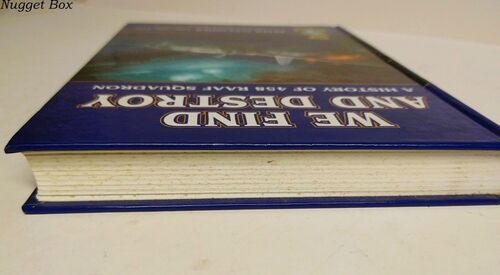 Nugget Box
WE FIND
AND DESTROY
A HISTORY OF 458 RAAF SQUADRON